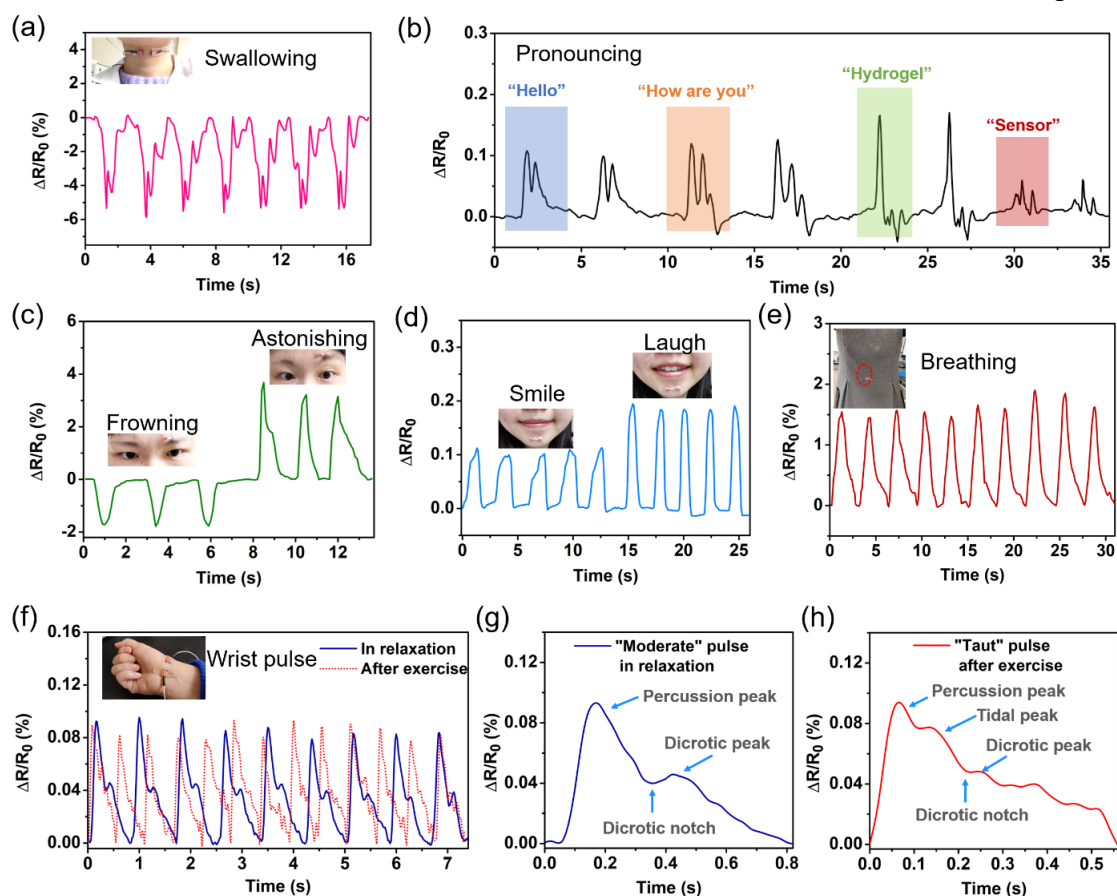 (a)
Swallowing
4
2
0
-2
-4
-6
ΔR/R0 (%)
0 2 4 6 8 10 12 14 16
Time (s)
(b)
Pronouncing
“Hello”
“How are you”
“Hydrogel”
“Sensor”
0.3
0.2
0.1
0.0
ΔR/R0
0 5 10 15 20 25 30 35
Time (s)
(c)
Astonishing
Frowning
6
4
2
0
-2
ΔR/R0 (%)
0 2 4 6 8 10 12
Time (s)
(d)
Laugh
Smile
0.3
0.2
0.1
0.0
ΔR/R0
0 5 10 15 20 25
Time (s)
(e)
Breathing
3
2
1
0
ΔR/R0 (%)
0 5 10 15 20 25 30
Time (s)
(f)
Wrist pulse
In relaxation
After exercise
0.16
0.12
0.08
0.04
0.00
ΔR/R0 (%)
0 1 2 3 4 5 6 7
Time (s)
(g)
"Moderate" pulse
in relaxation
Percussion peak
Dicrotic peak
Dicrotic notch
0.12
0.08
0.04
0.00
ΔR/R0 (%)
0.0 0.2 0.4 0.6 0.8
Time (s)
(h)
"Taut" pulse
after exercise
Percussion peak
Tidal peak
Dicrotic peak
Dicrotic notch
0.12
0.08
0.04
0.00
ΔR/R0 (%)
0.0 0.1 0.2 0.3 0.4 0.5
Time (s)